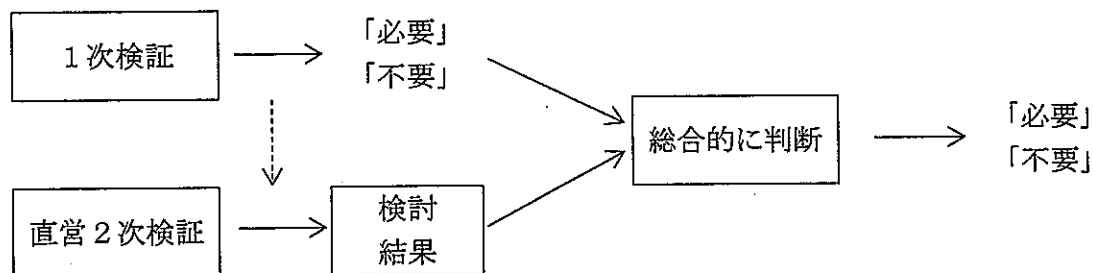 1次検証
「必要」
「不要」
総合的に判断
「必要」
「不要」
直営2次検証
検討
結果